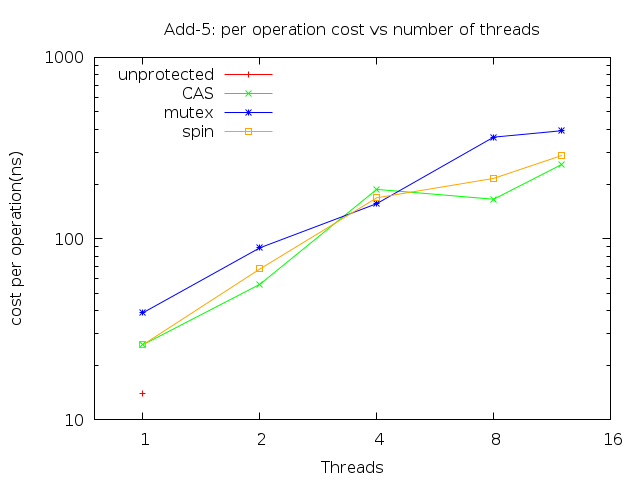 Add-5: per operation cost vs number of threads
1000
unprotected
CAS
mutex
spin
cost per operation(ns)
100
10
1 2 4 8 16
Threads